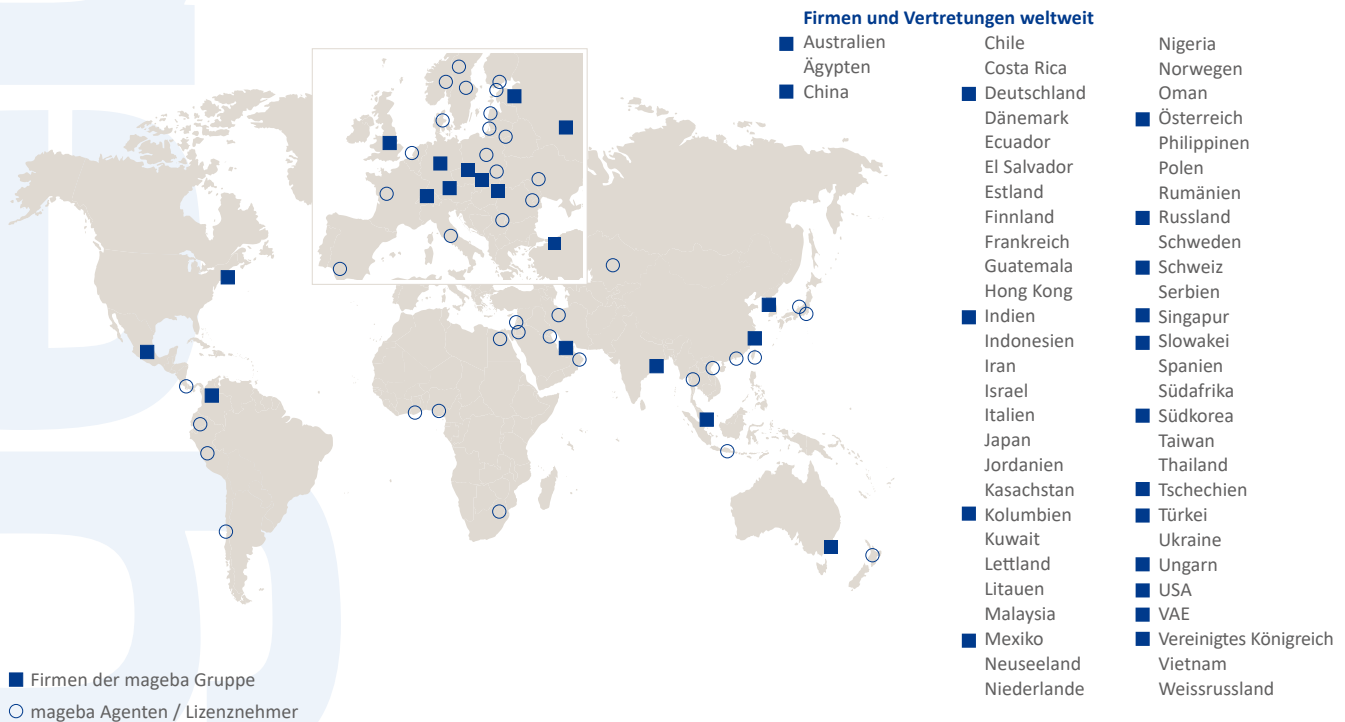 Firmen und Vertretungen weltweit
Australien
Ägypten
China
Chile
Costa Rica
Deutschland
Dänemark
Ecuador
El Salvador
Estland
Finnland
Frankreich
Guatemala
Hong Kong
Indien
Indonesien
Iran
Israel
Italien
Japan
Jordanien
Kasachstan
Kolumbien
Kuwait
Lettland
Litauen
Malaysia
Mexiko
Neuseeland
Niederlande
Nigeria
Norwegen
Oman
Österreich
Philippinen
Polen
Rumänien
Russland
Schweden
Schweiz
Serbien
Singapur
Slowakei
Spanien
Südafrika
Südkorea
Taiwan
Thailand
Tschechien
Türkei
Ukraine
Ungarn
USA
VAE
Vereinigtes Königreich
Vietnam
Weissrussland
Firmen der mageba Gruppe
mageba Agenten / Lizenznehmer